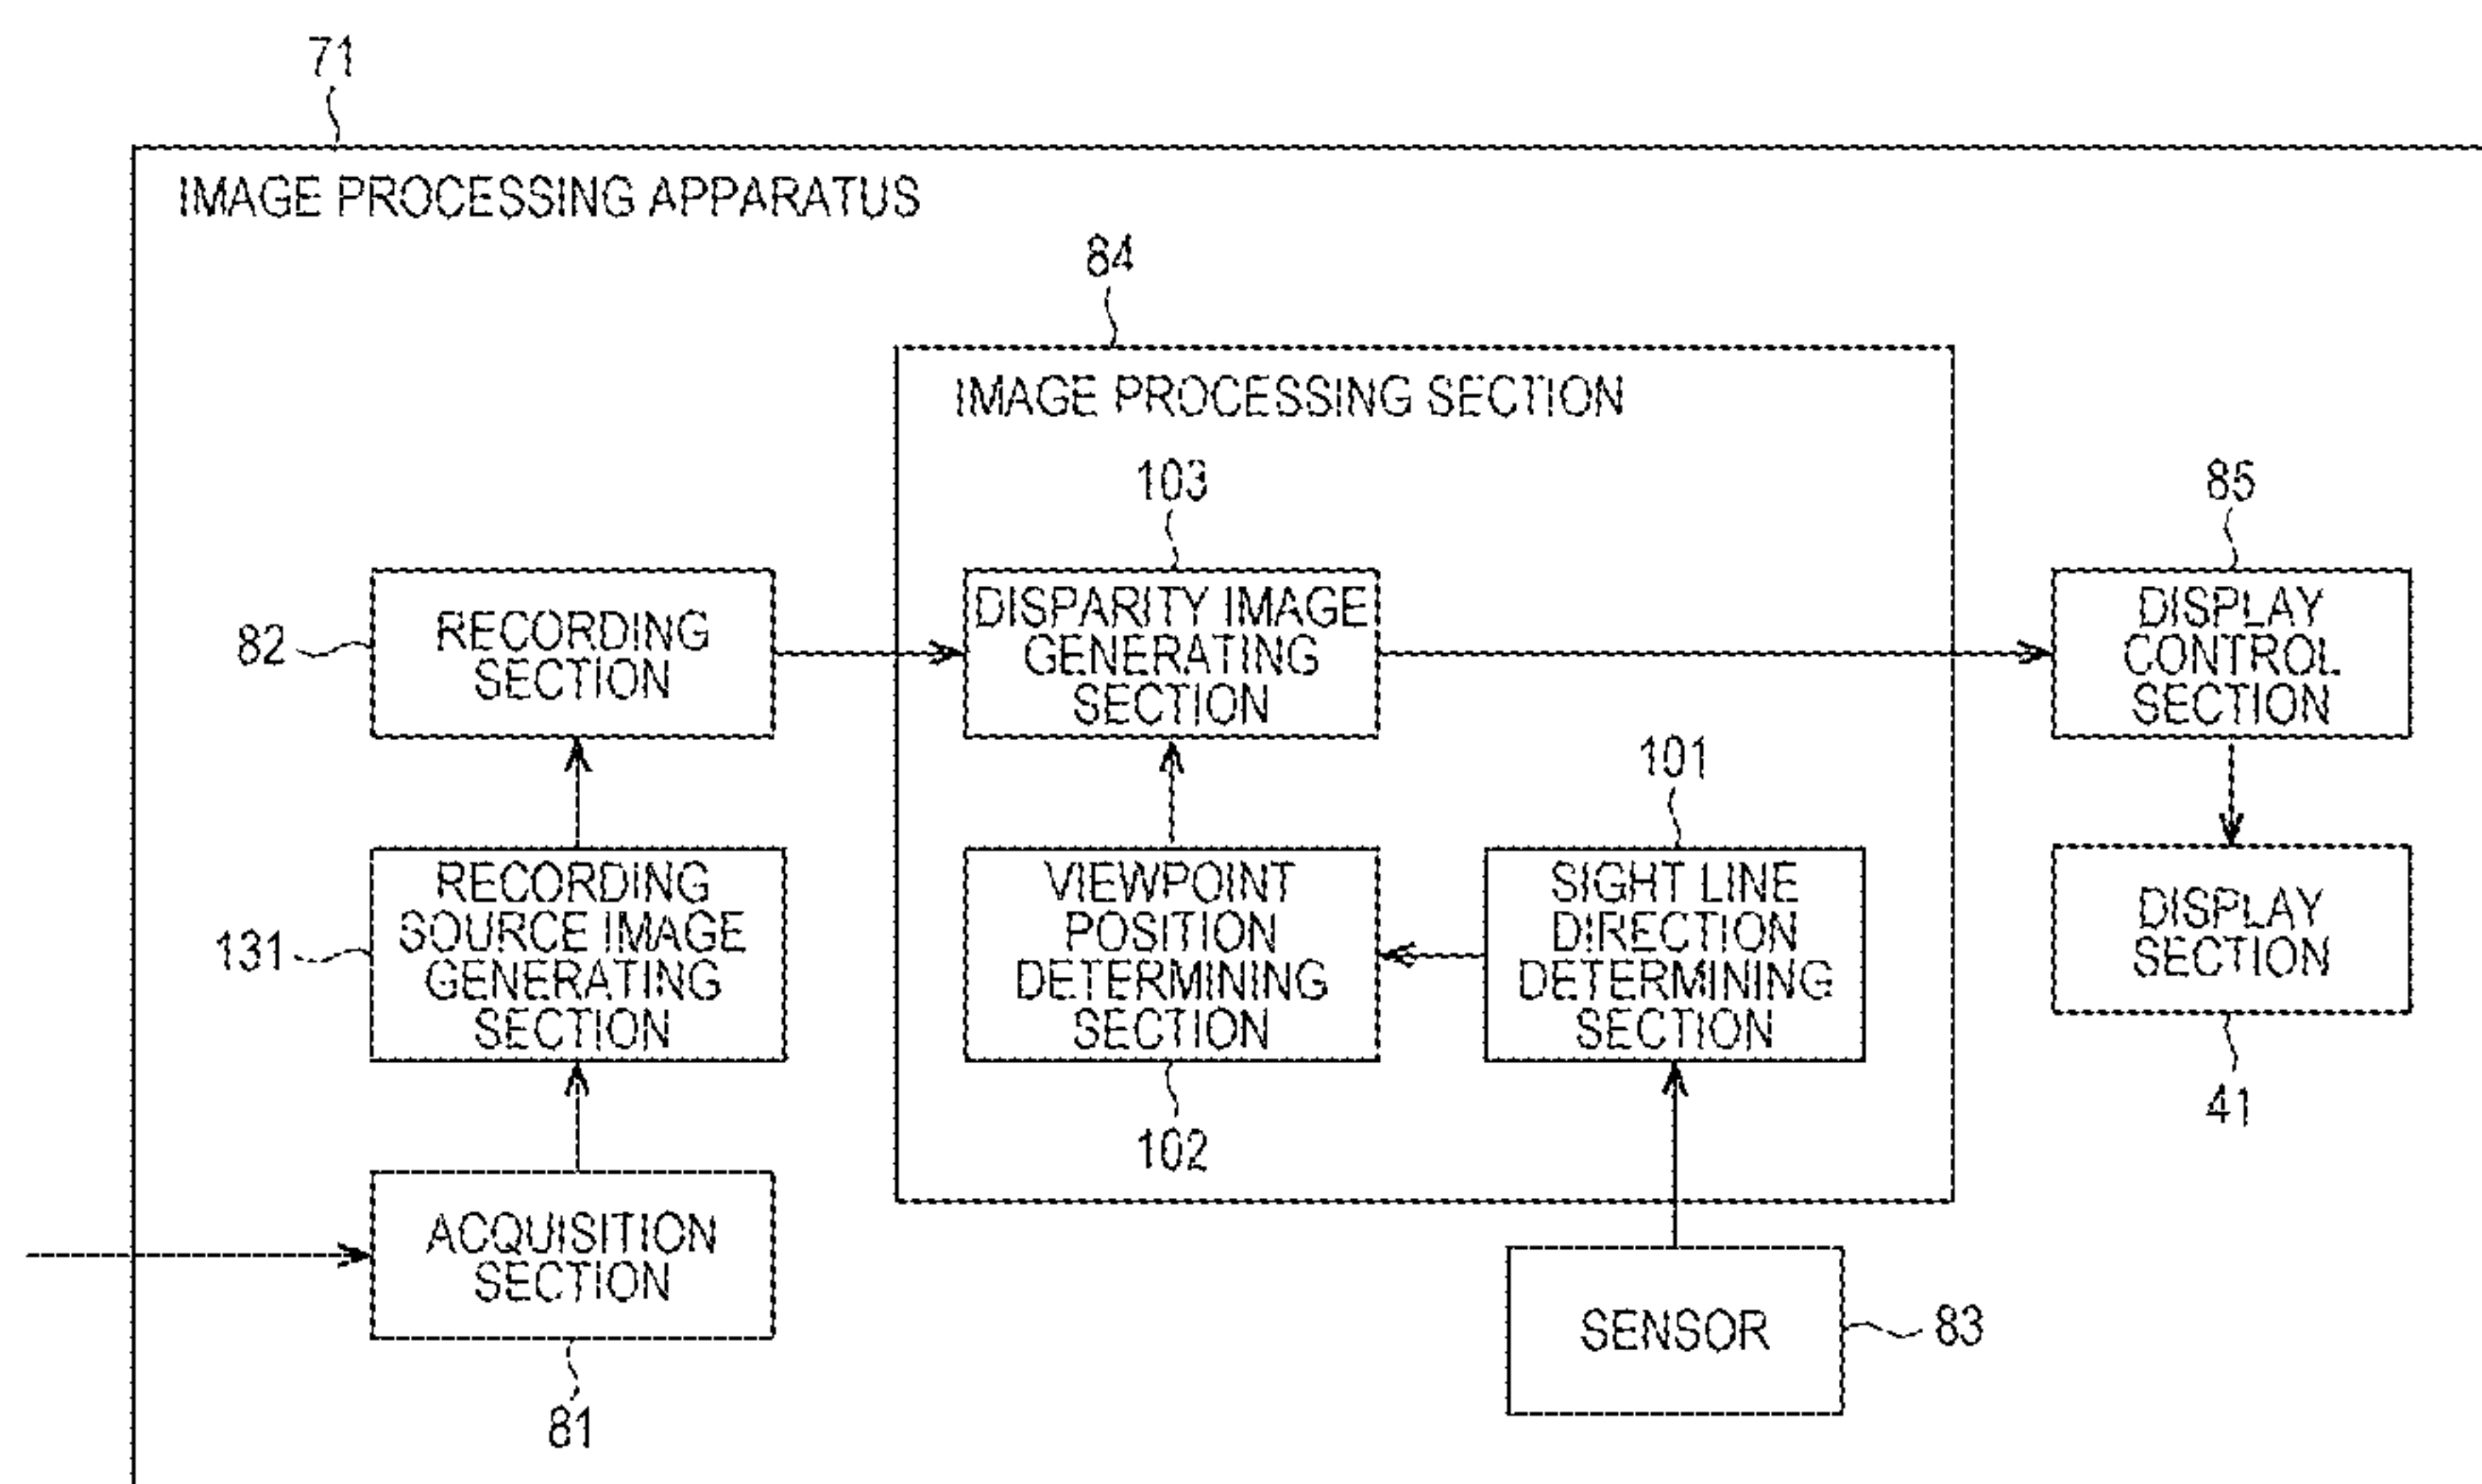 71
IMAGE PROCESSING APPARATUS
84
IMAGE PROCESSING SECTION
103
85
82
RECORDING
SECTION
DISPARITY IMAGE
GENERATING
SECTION
DISPLAY
CONTROL
SECTION
101
131
RECORDING
SOURCE IMAGE
GENERATING
SECTION
VIEWPOINT
POSITION
DETERMINING
SECTION
SIGHT LINE
DIRECTION
DETERMINING
SECTION
DISPLAY
SECTION
102
41
ACQUISITION
SECTION
SENSOR
83
81